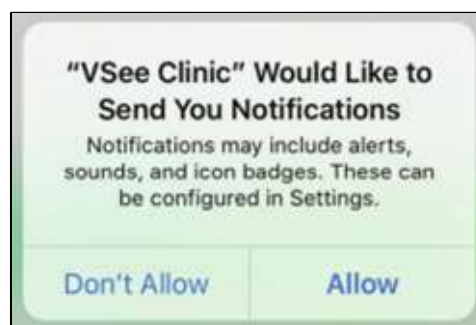 “VSee Clinic” Would Like to
Send You Notifications
Notifications may include alerts,
sounds, and icon badges. These can
be configured in Settings.
Don't Allow
Allow